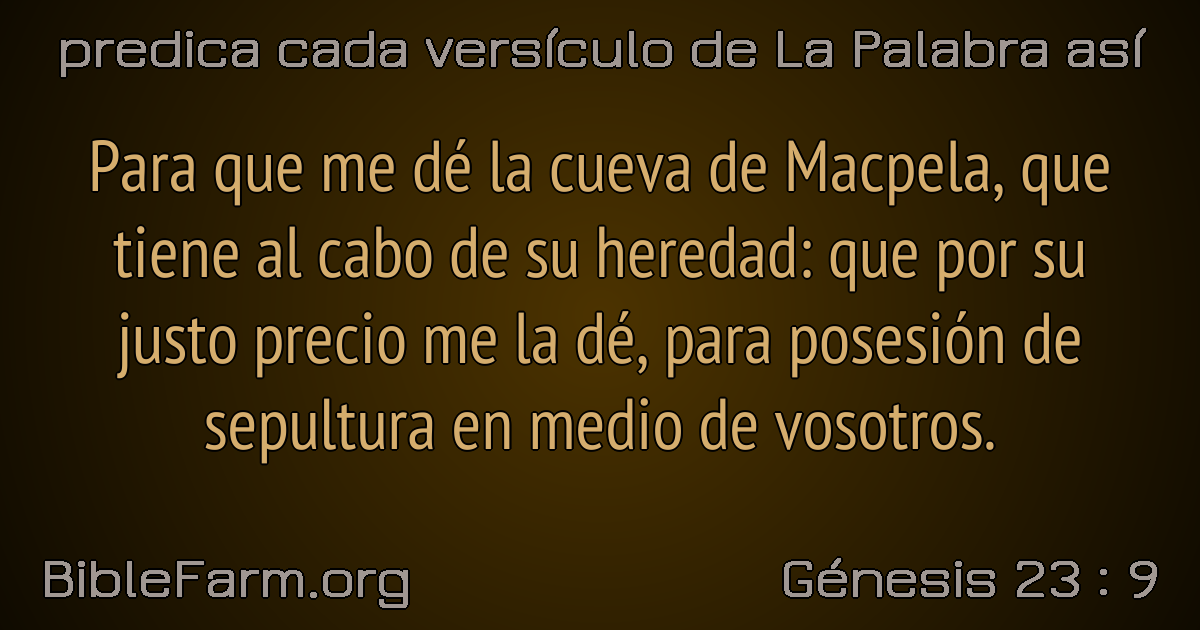 predica cada versículo de La Palabra así
Para que me dé la cueva de Macpela, que
tiene al cabo de su heredad: que por su
justo precio me la dé, para posesión de
sepultura en medio de vosotros.
BibleFarm.org
Génesis 23 : 9